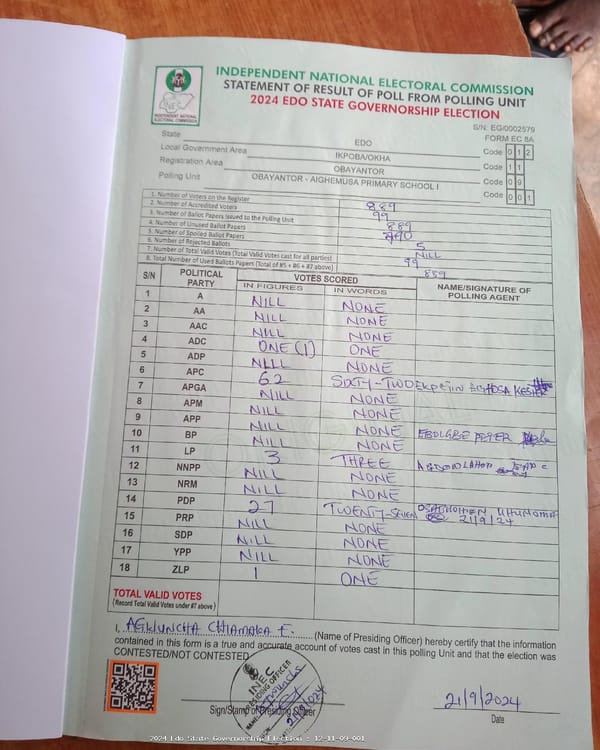 INDEPENDENT NATIONAL ELECTORAL COMMISSION
STATEMENT OF RESULT OF POLL FROM POLLING UNIT
2024 EDO STATE GOVERNORSHIP ELECTION
INEC
INDEPENDENT NATIONAL ELECTORAL COMMISSION
S/N: EG/0002579
FORM EC 8A
State EDO Code 0 1 2
Local Government Area IKPOBA/OKHA Code 1 1
Registration Area OBAYANTOR Code 0 9
Polling Unit OBAYANTOR - AIGHEMUSA PRIMARY SCHOOL I Code 0 0 1
1. Number of Voters on the Register 889
2. Number of Accredited Voters 99
3. Number of Ballot Papers Issued to the Polling Unit 889
4. Number of Unused Ballot Papers 790
5. Number of Spoiled Ballot Papers 5
6. Number of Rejected Ballots NILL
7. Number of Total Valid Votes (Total Valid Votes cast for all parties) 99
8. Total Number of Used Ballots Papers (Total of #5 + #6 + #7 above) 889
S/N POLITICAL PARTY VOTES SCORED NAME/SIGNATURE OF POLLING AGENT
IN FIGURES IN WORDS
1 A NILL NONE
2 AA NILL NONE
3 AAC NILL NONE
4 ADC ONE (1) ONE
5 ADP NILL NONE
6 APC 62 SIXTY-TWO
7 APGA NILL NONE
8 APM NILL NONE
9 APP NILL NONE
10 BP NILL NONE
11 LP 3 THREE
12 NNPP NILL NONE
13 NRM NILL NONE
14 PDP 27 TWENTY-SEVEN 21/9/24
15 PRP NILL NONE
16 SDP NILL NONE
17 YPP NILL NONE
18 ZLP 1 ONE
TOTAL VALID VOTES
(Record Total Valid Votes under #7 above)
I, CHIAMAKA F. (Name of Presiding Officer) hereby certify that the information
contained in this form is a true and accurate account of votes cast in this polling Unit and that the election was
CONTESTED/NOT CONTESTED
INEC
PRESIDING OFFICER
21/9/2024
Sign/Stamp of Presiding Officer
21/9/2024
Date
2024 Edo State Governorship Election : 12-11-09-001